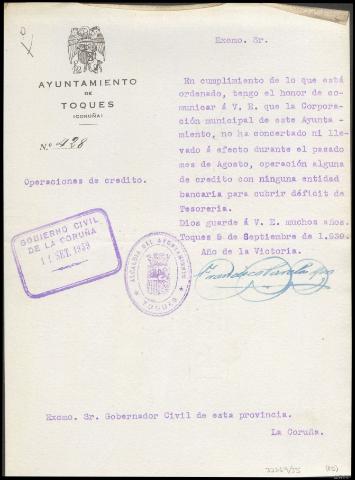 Excmo. Sr.
AYUNTAMIENTO
DE
TOQUES
(CORUÑA)
N.º 428
Operaciones de credito.
En cumplimiento de lo que está
ordenado, tengo el honor de co-
municar á V. E. que la Corpora-
ción municipal de este Ayunta -
miento, no ha concertado ni lle-
vado á efecto durante el pasado
mes de Agosto, operación alguna
de credito con ninguna entidad
bancaria para cubrir déficit de
Tesoreria.
Dios guarde á V. E. muchos años.
Toques 8 de Septiembre de 1.939.
Año de la Victoria.
GOBIERNO CIVIL
DE LA CORUÑA
11 SET. 1939
ALCALDIA DEL AYUNTAMIENTO
TOQUES
Francisco Varela
Excmo. Sr. Gobernador Civil de esta provincia.
La Coruña.